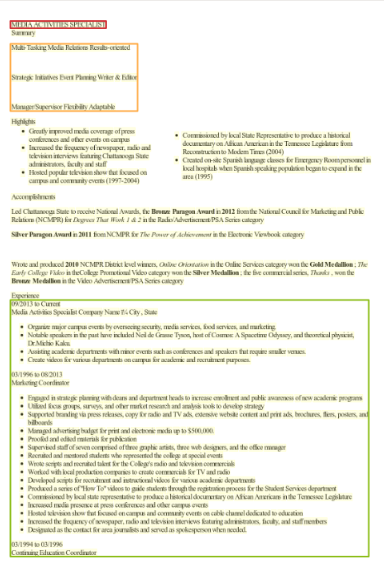 MEDIA ACTIVITIES SPECIALIST
Summary
Multi-Tasking Media Relations Results-oriented
Strategic Initiatives Event Planning Writer & Editor
Manager/Supervisor Flexibility Adaptable
Highlights
Greatly improved media coverage of press
conferences and other events on campus
Increased the frequency of newspaper, radio and
television interviews featuring Chattanooga State
administrators, faculty and staff
Hosted popular television show that focused on
campus and community events (1997-2004)
Commissioned by local State Representative to produce a historical
documentary on African American in the Tennessee Legislature from
Reconstruction to Modern Times (2004)
Created on-site Spanish language classes for Emergency Room personnel in
local hospitals when Spanish speaking population began to expand in the
area (1995)
Accomplishments
Led Chattanooga State to receive National Awards, the Bronze Paragon Award in 2012 from the National Council for Marketing and Public
Relations (NCMPR) for Degrees That Work 1 & 2 in the Radio/Advertisement/PSA Series category
Silver Paragon Award in 2011 from NCMPR for The Power of Achievement in the Electronic Viewbook category
Wrote and produced 2010 NCMPR District level winners, Online Orientation in the Online Services category won the Gold Medallion; The
Early College Video in the College Promotional Video category won the Silver Medallion; the five commercial series, Thanks, won the
Bronze Medallion in the Video Advertisement/PSA Series category
Experience
09/2013 to Current
Media Activities Specialist Company Name ï¼ City, State
Organize major campus events by overseeing security, media services, food services, and marketing.
Notable speakers in the past have included Neil de Grasse Tyson, host of Cosmos: A Spacetime Odyssey, and theoretical physicist,
Dr. Michio Kaku.
Assisting academic departments with minor events such as conferences and speakers that require smaller venues.
Create videos for departments on campus for academic and recruitment purposes.
03/1996 to 08/2013
Marketing Coordinator
Engaged in strategic planning with deans and department heads to increase enrollment and public awareness of new academic programs
Utilized focus groups, surveys, and other market research and analysis tools to develop strategy
Supported branding via press releases, copy for radio and TV ads, extensive website content and print ads, brochures, fliers, posters, and
billboards
Managed advertising budget for print and electronic media up to $500,000.
Proofed and edited materials for publication
Supervised staff of seven comprised of three graphic artists, three web designers, and the office manager
Recruited and mentored students who represented the college at special events
Wrote scripts and recruited talent for the College's radio and television commercials
Worked with local production companies to create commercials for TV and radio
Developed scripts for recruitment and instructional videos for various academic departments
Produced a series of "How To" videos to guide students through the registration process for the Student Services department
Commissioned by local state representative to produce a historical documentary on African Americans in the Tennessee Legislature
Increased media presence at press conferences and other campus events
Hosted television show that focused on campus and community events on cable channel dedicated to education
Increased the frequency of newspaper, radio and television interviews featuring administrators, faculty, and staff members
Designated as the contact for area journalists and served as spokesperson when needed.
03/1994 to 03/1996
Continuing Education Coordinator